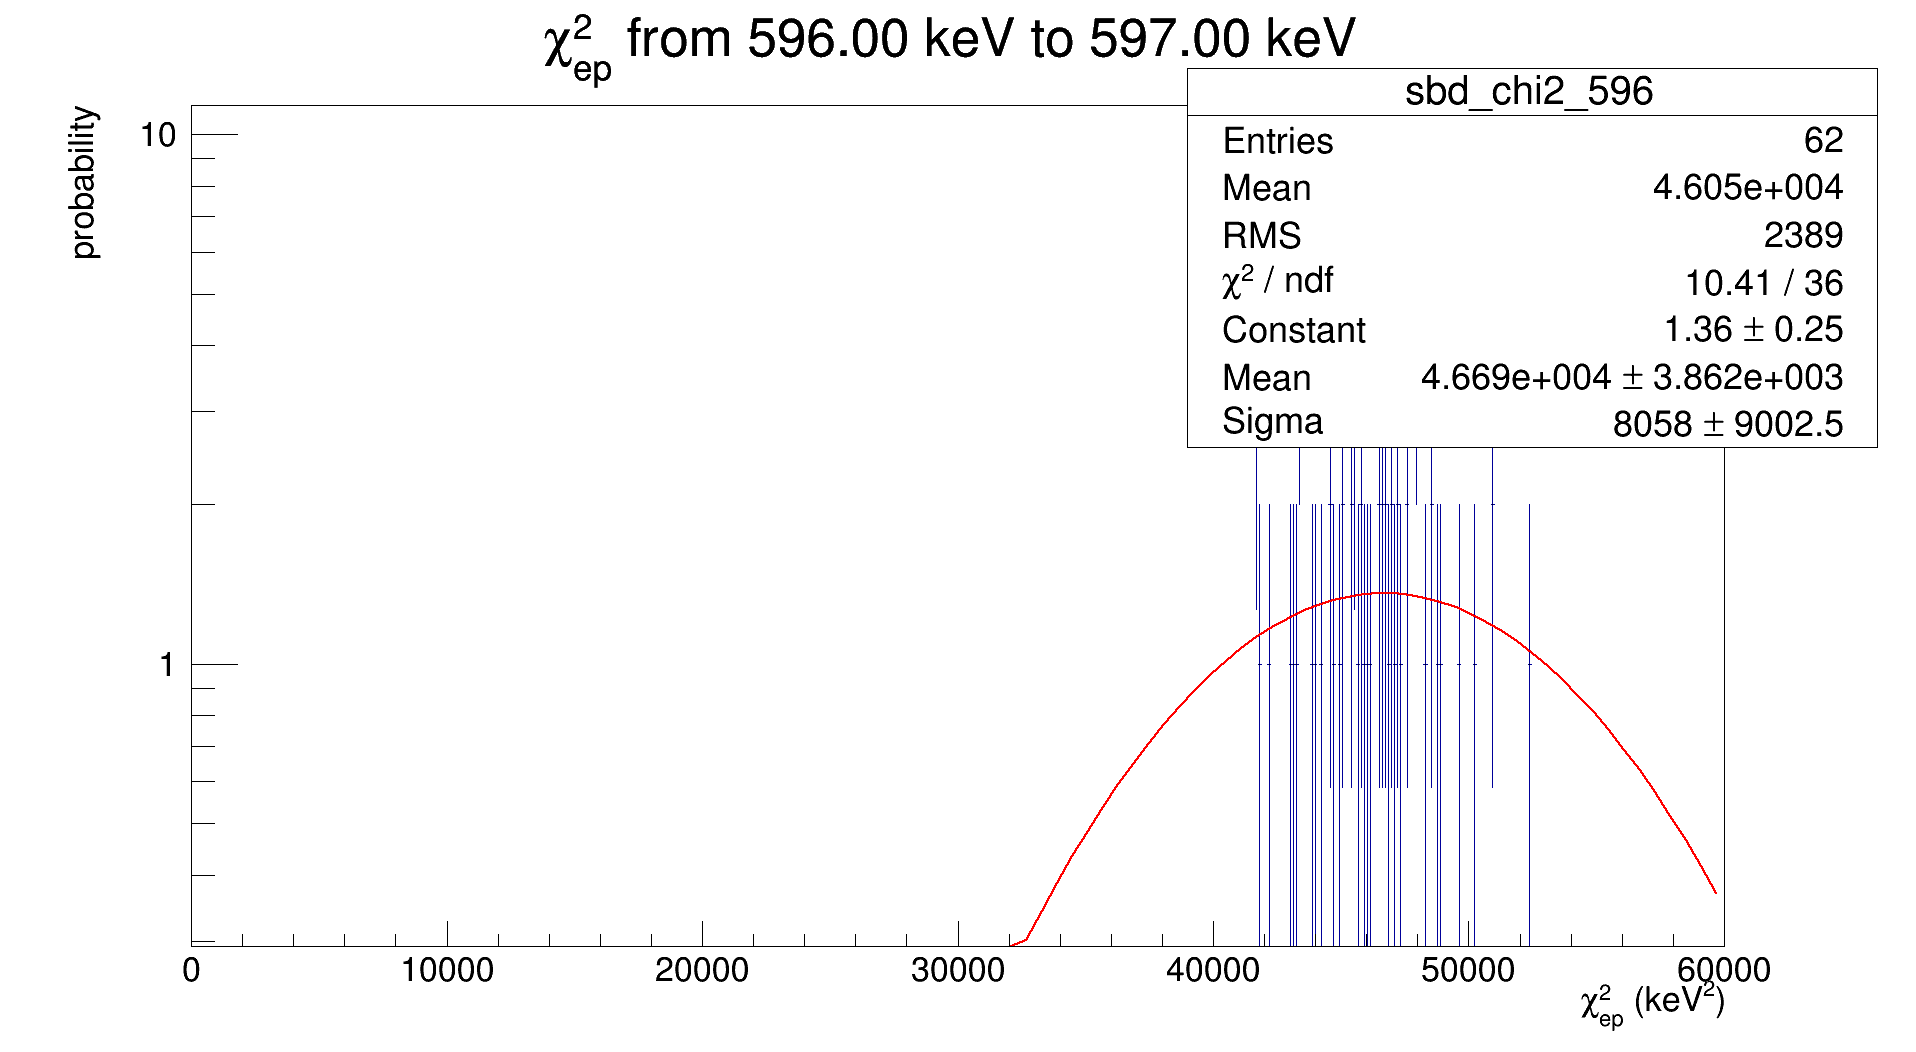 χ²ep from 596.00 keV to 597.00 keV
sbd_chi2_596
Entries 62
Mean 4.605e+004
RMS 2389
χ² / ndf 10.41 / 36
Constant 1.36 ± 0.25
Mean 4.669e+004 ± 3.862e+003
Sigma 8058 ± 9002.5
probability
10
1
0 10000 20000 30000 40000 50000 60000
χ²ep (keV²)